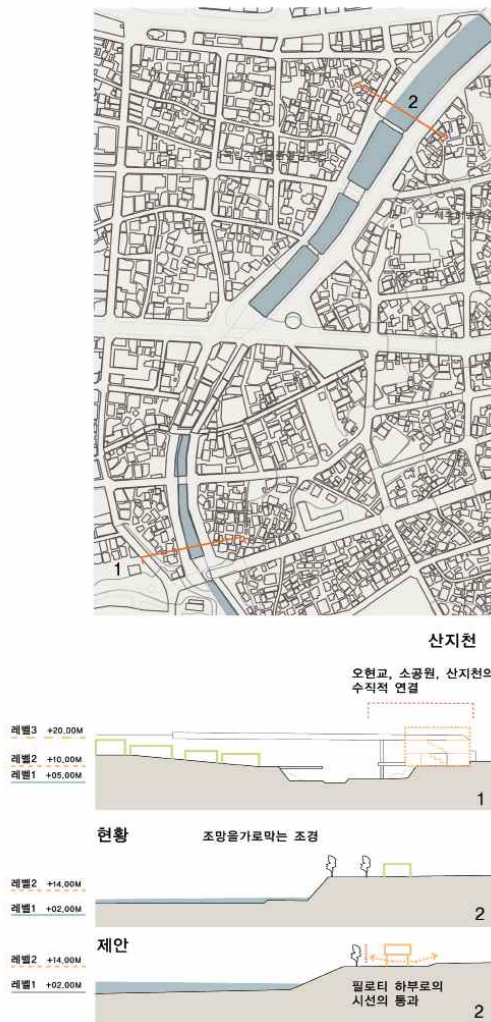 2
1
산지천
오현교, 소공원, 산지천의
수직적 연결
레벨3 +20.00M
레벨2 +10.00M
레벨1 +05.00M
1
현황
조망을가로막는 조경
레벨2 +14.00M
레벨1 +02.00M
2
제안
레벨2 +14.00M
레벨1 +02.00M
필로티 하부로의
시선의 통과
2